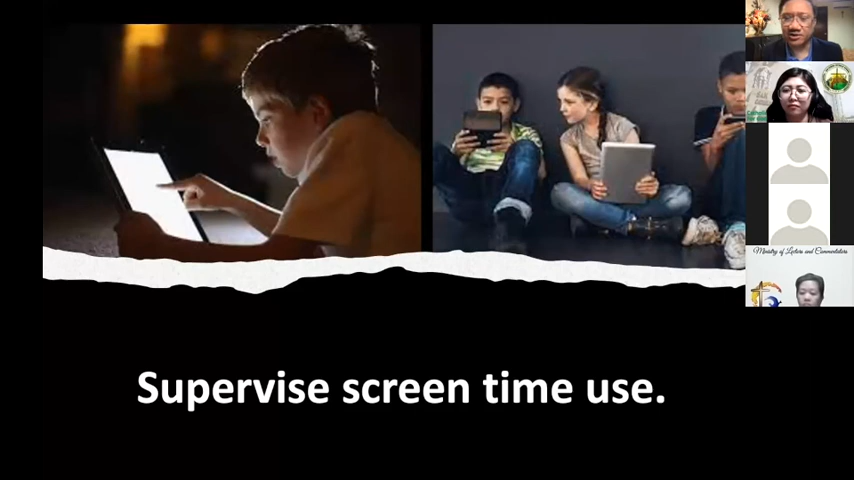 Ministry of Lectors and Commentators
Supervise screen time use.